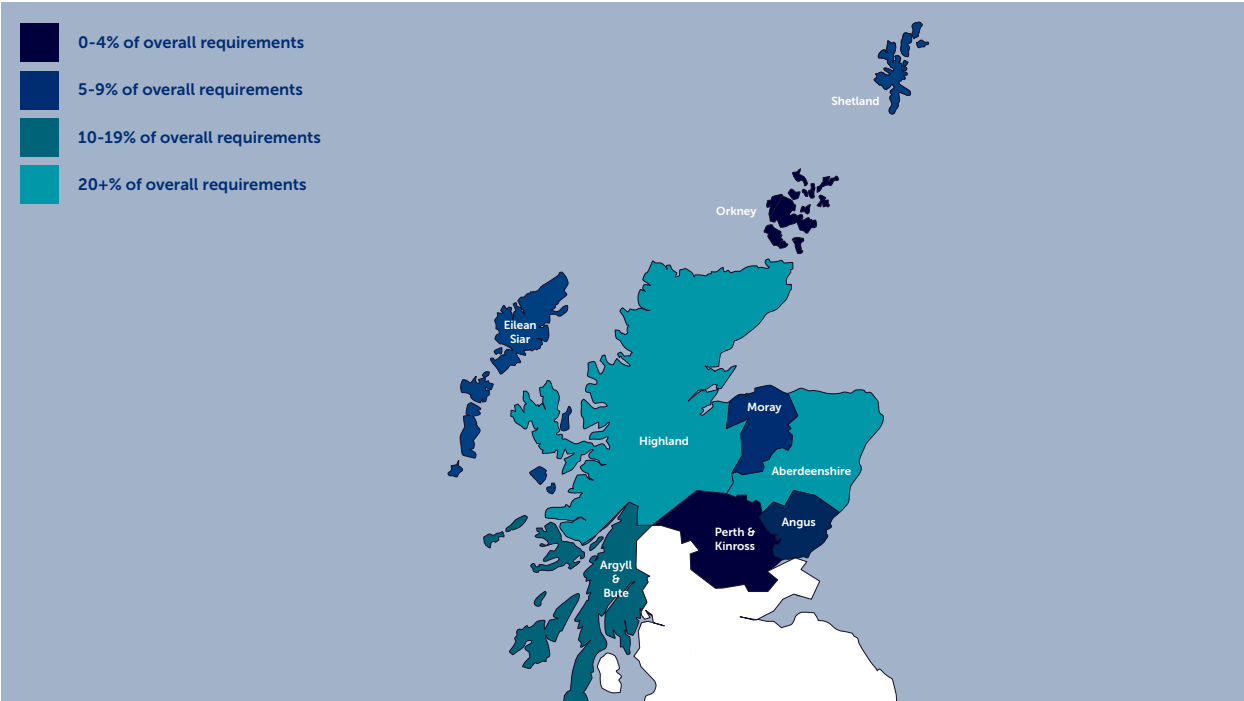 0-4% of overall requirements
5-9% of overall requirements
10-19% of overall requirements
20+% of overall requirements
Shetland
Orkney
Eilean
Siar
Moray
Highland
Aberdeenshire
Angus
Perth &
Kinross
Argyll
&
Bute